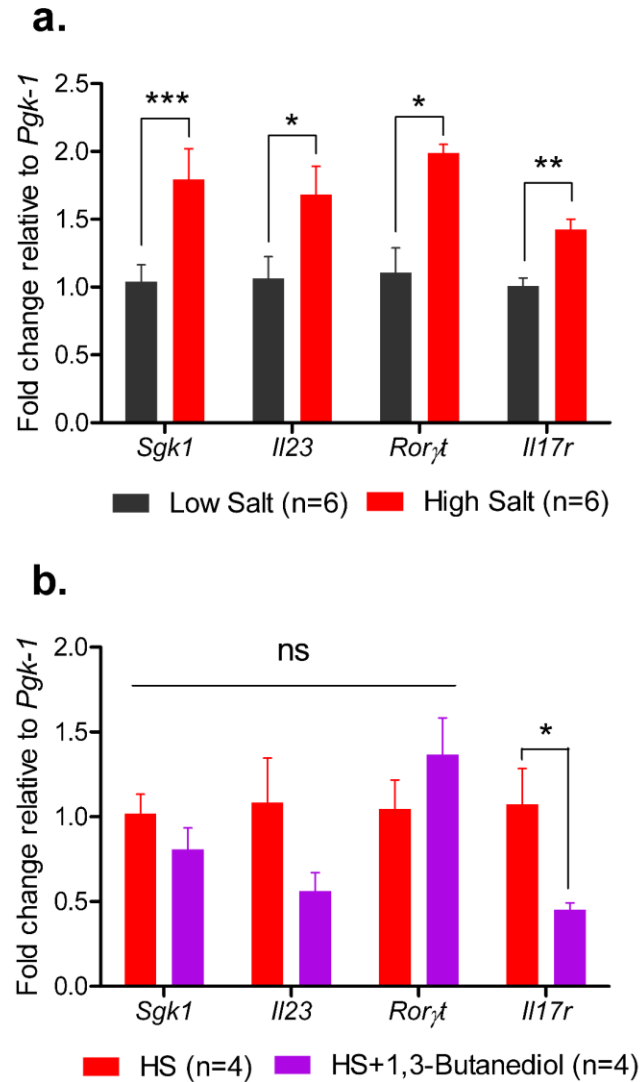 a.
Fold change relative to Pgk-1
2.5
2.0
1.5
1.0
0.5
0.0
***
*
*
**
Sgk1 Il23 Rorγt Il17r
Low Salt (n=6) High Salt (n=6)
b.
Fold change relative to Pgk-1
2.0
1.5
1.0
0.5
0.0
ns
*
Sgk1 Il23 Rorγt Il17r
HS (n=4) HS+1,3-Butanediol (n=4)